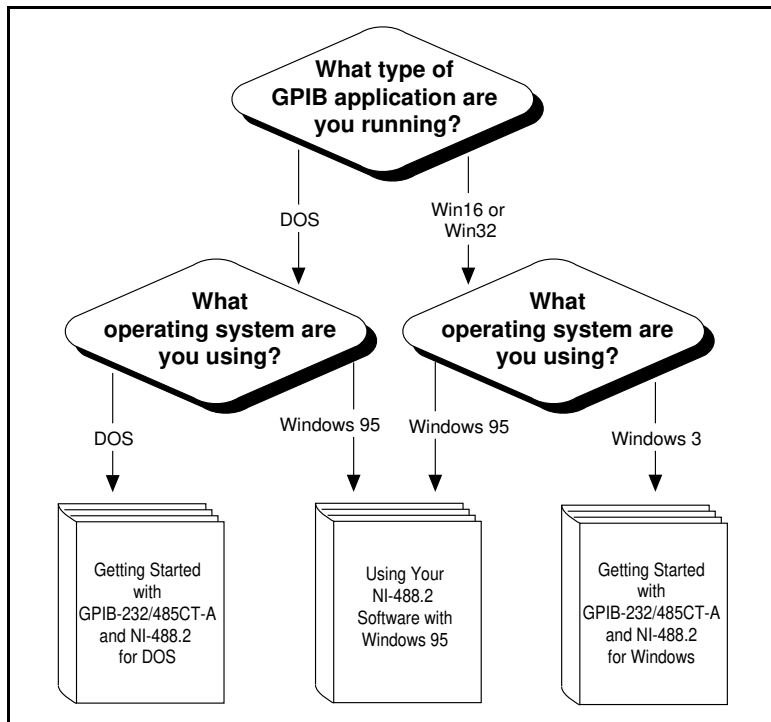 What type of
GPIB application are
you running?
DOS
Win16 or
Win32
What
operating system are
you using?
What
operating system are
you using?
DOS
Windows 95
Windows 95
Windows 3
Getting Started
with
GPIB-232/485CT-A
and NI-488.2
for DOS
Using Your
NI-488.2
Software with
Windows 95
Getting Started
with
GPIB-232/485CT-A
and NI-488.2
for Windows